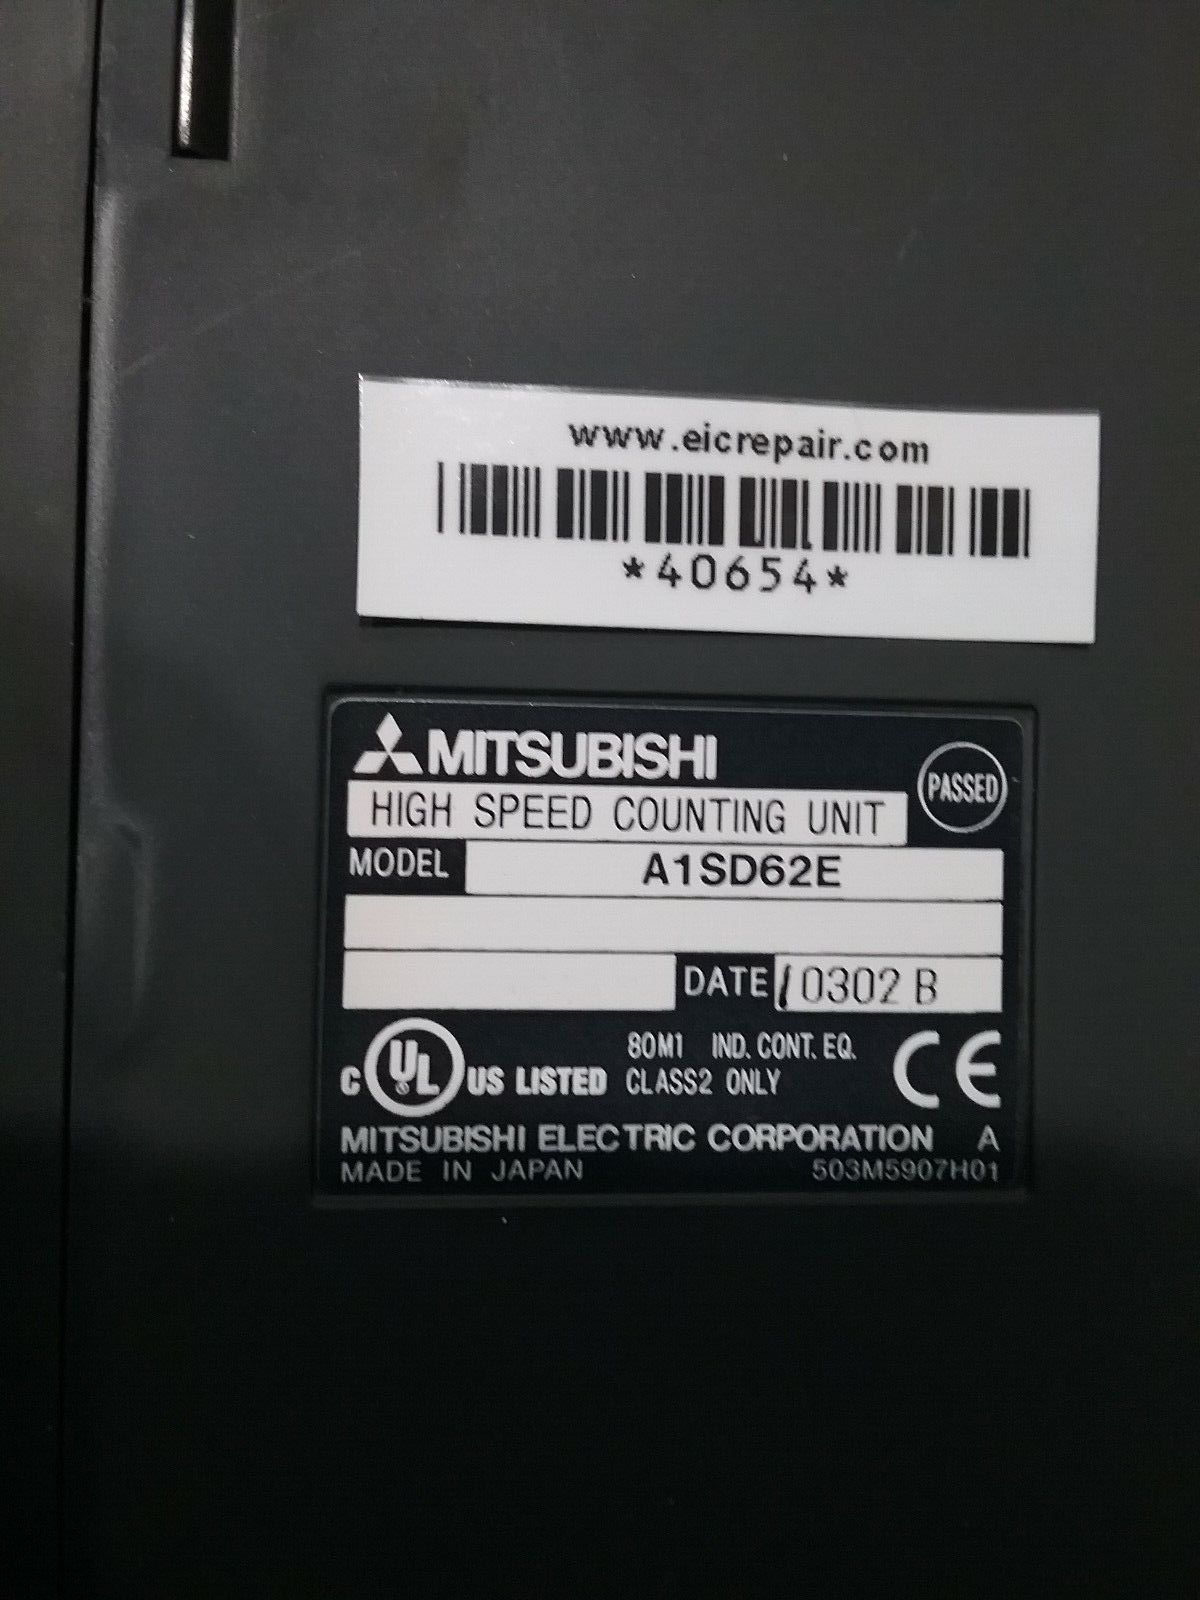 www.eicrepair.com
*40654*
MITSUBISHI
PASSED
HIGH SPEED COUNTING UNIT
MODEL A1SD62E
DATE 0302 B
C UL US LISTED
80M1 IND. CONT. EQ.
CLASS2 ONLY
CE
MITSUBISHI ELECTRIC CORPORATION A
MADE IN JAPAN 503M5907H01